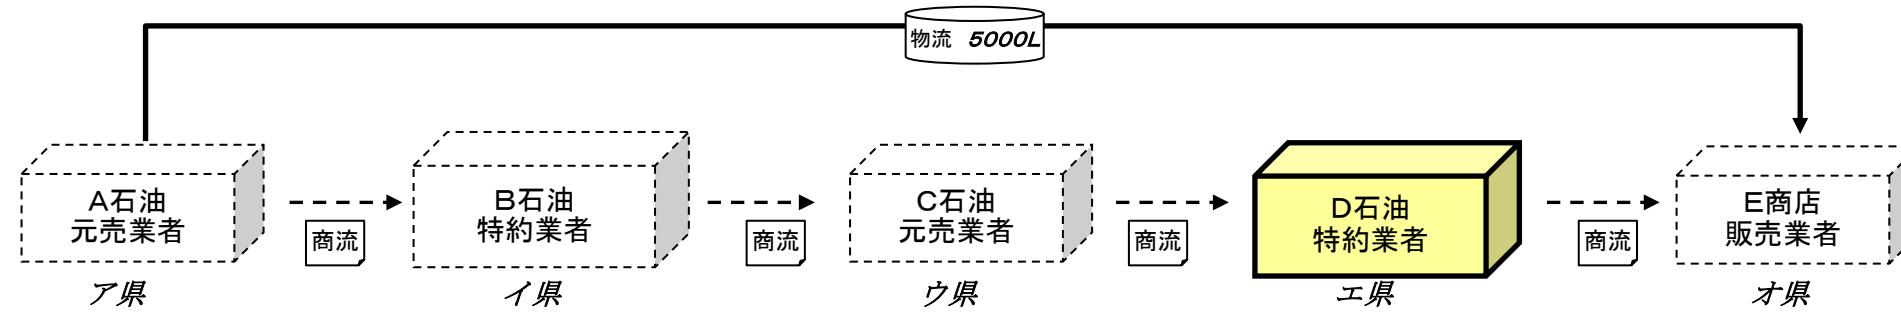 物流 5000L
A石油
元売業者
商流
B石油
特約業者
商流
C石油
元売業者
商流
D石油
特約業者
商流
E商店
販売業者
ア県
イ県
ウ県
エ県
オ県